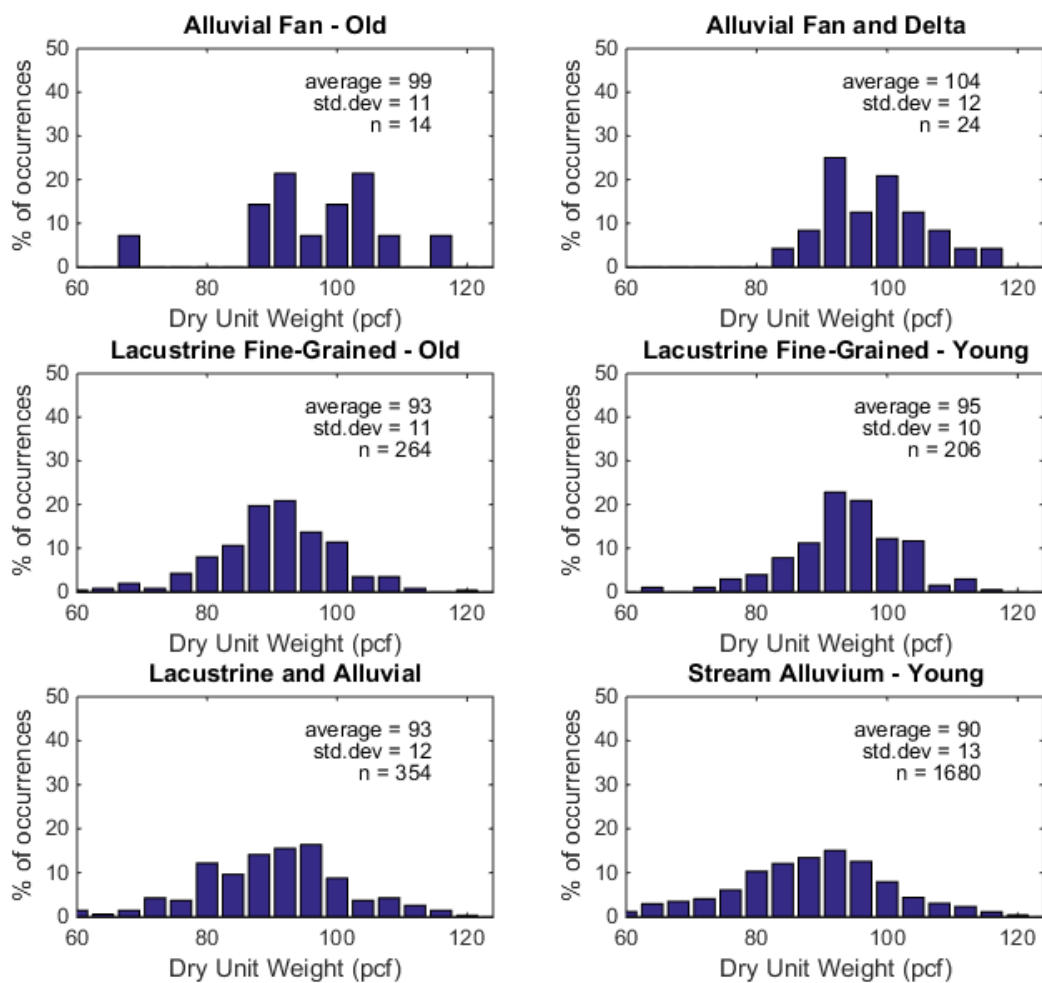 Alluvial Fan - Old
average = 99
std.dev = 11
n = 14
% of occurrences
50
40
30
20
10
0
60
80
100
120
Dry Unit Weight (pcf)
Alluvial Fan and Delta
average = 104
std.dev = 12
n = 24
% of occurrences
50
40
30
20
10
0
60
80
100
120
Dry Unit Weight (pcf)
Lacustrine Fine-Grained - Old
average = 93
std.dev = 11
n = 264
% of occurrences
50
40
30
20
10
0
60
80
100
120
Dry Unit Weight (pcf)
Lacustrine Fine-Grained - Young
average = 95
std.dev = 10
n = 206
% of occurrences
50
40
30
20
10
0
60
80
100
120
Dry Unit Weight (pcf)
Lacustrine and Alluvial
average = 93
std.dev = 12
n = 354
% of occurrences
50
40
30
20
10
0
60
80
100
120
Dry Unit Weight (pcf)
Stream Alluvium - Young
average = 90
std.dev = 13
n = 1680
% of occurrences
50
40
30
20
10
0
60
80
100
120
Dry Unit Weight (pcf)